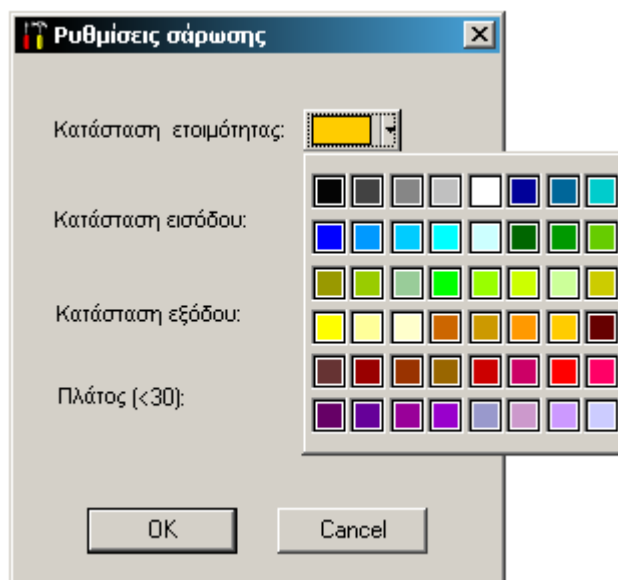 Ρυθμίσεις σάρωσης
Κατάσταση ετοιμότητας:
Κατάσταση εισόδου:
Κατάσταση εξόδου:
Πλάτος (<30):
OK
Cancel